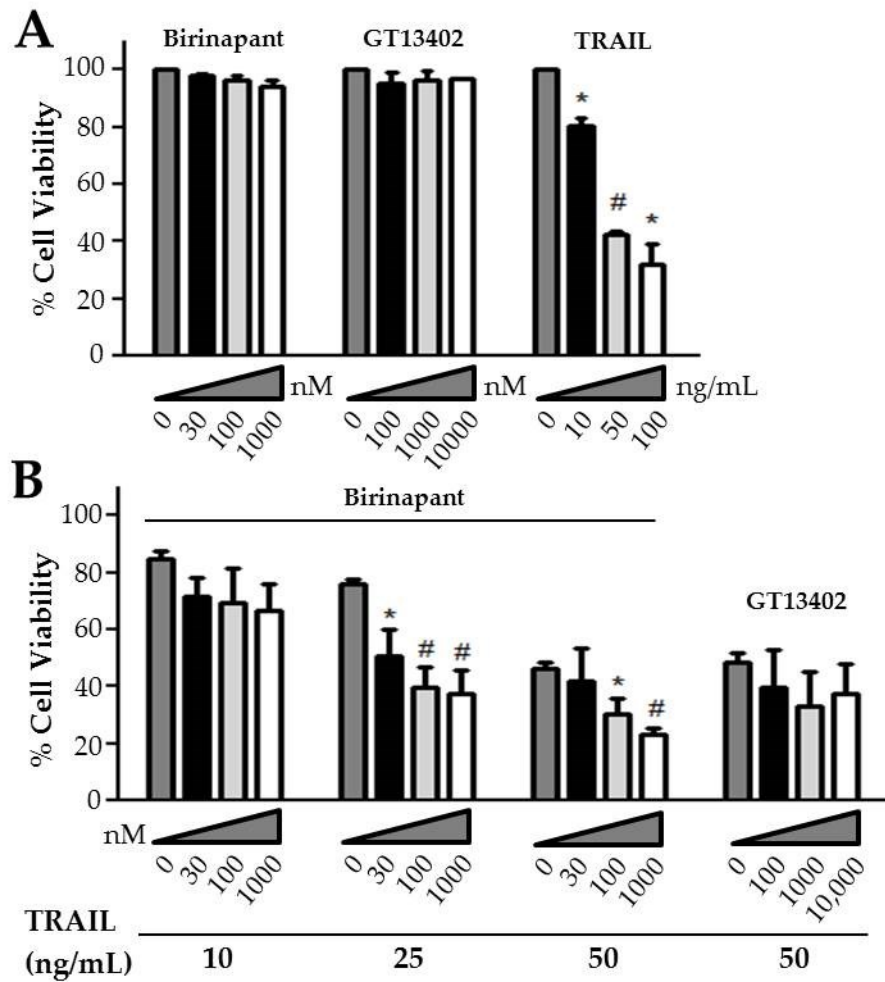 A
Birinapant GT13402 TRAIL
% Cell Viability
100
80
60
40
20
0
* # *
nM nM ng/mL
0 30 100 1000 0 100 1000 10000 0 10 50 100
B
Birinapant
% Cell Viability
100
80
60
40
20
0
GT13402
* # # * #
nM
0 30 100 1000 0 30 100 1000 0 30 100 1000 0 100 1000 10,000
TRAIL
(ng/mL) 10 25 50 50